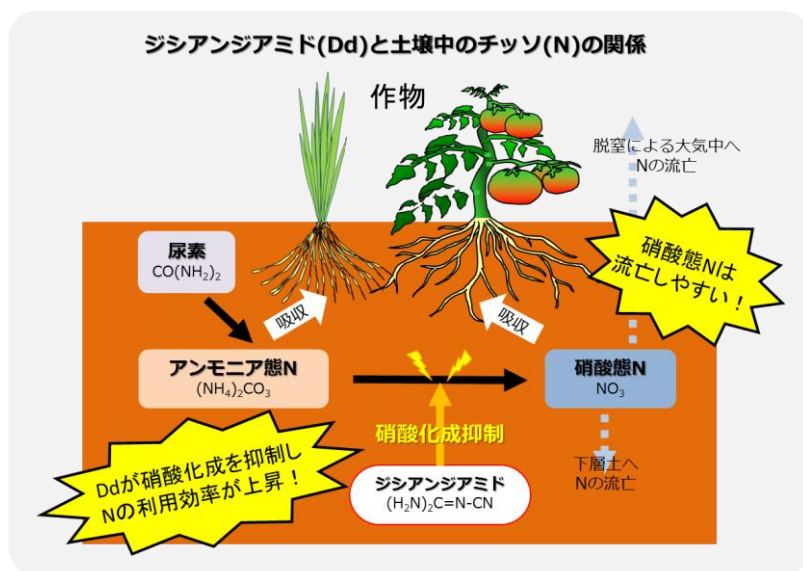 ジシアンジアミド(Dd)と土壌中のチッソ(N)の関係
作物
脱窒による大気中へ
Nの流亡
尿素
CO(NH₂)₂
硝酸態Nは
流亡しやすい！
吸収
吸収
アンモニア態N
(NH₄)₂CO₃
硝酸態N
NO₃
硝酸化成抑制
Ddが硝酸化成を抑制し
Nの利用効率が上昇！
ジシアンジアミド
(H₂N)₂C=N-CN
下層土へ
Nの流亡